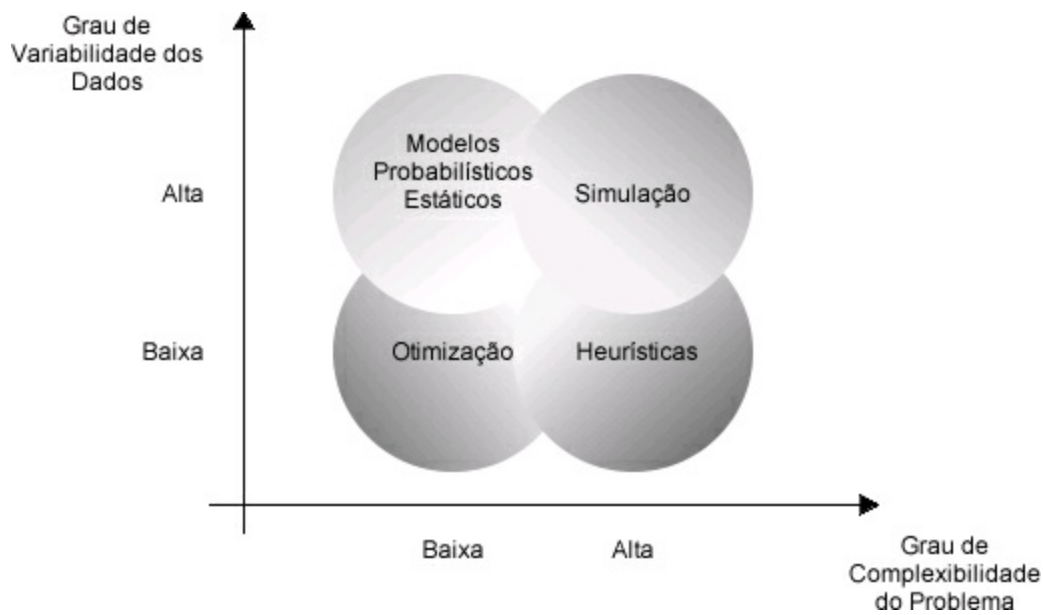 Grau de
Variabilidade dos
Dados
Modelos
Probabilísticos
Estáticos
Alta
Simulação
Baixa
Otimização
Heurísticas
Baixa
Alta
Grau de
Complexibilidade
do Problema